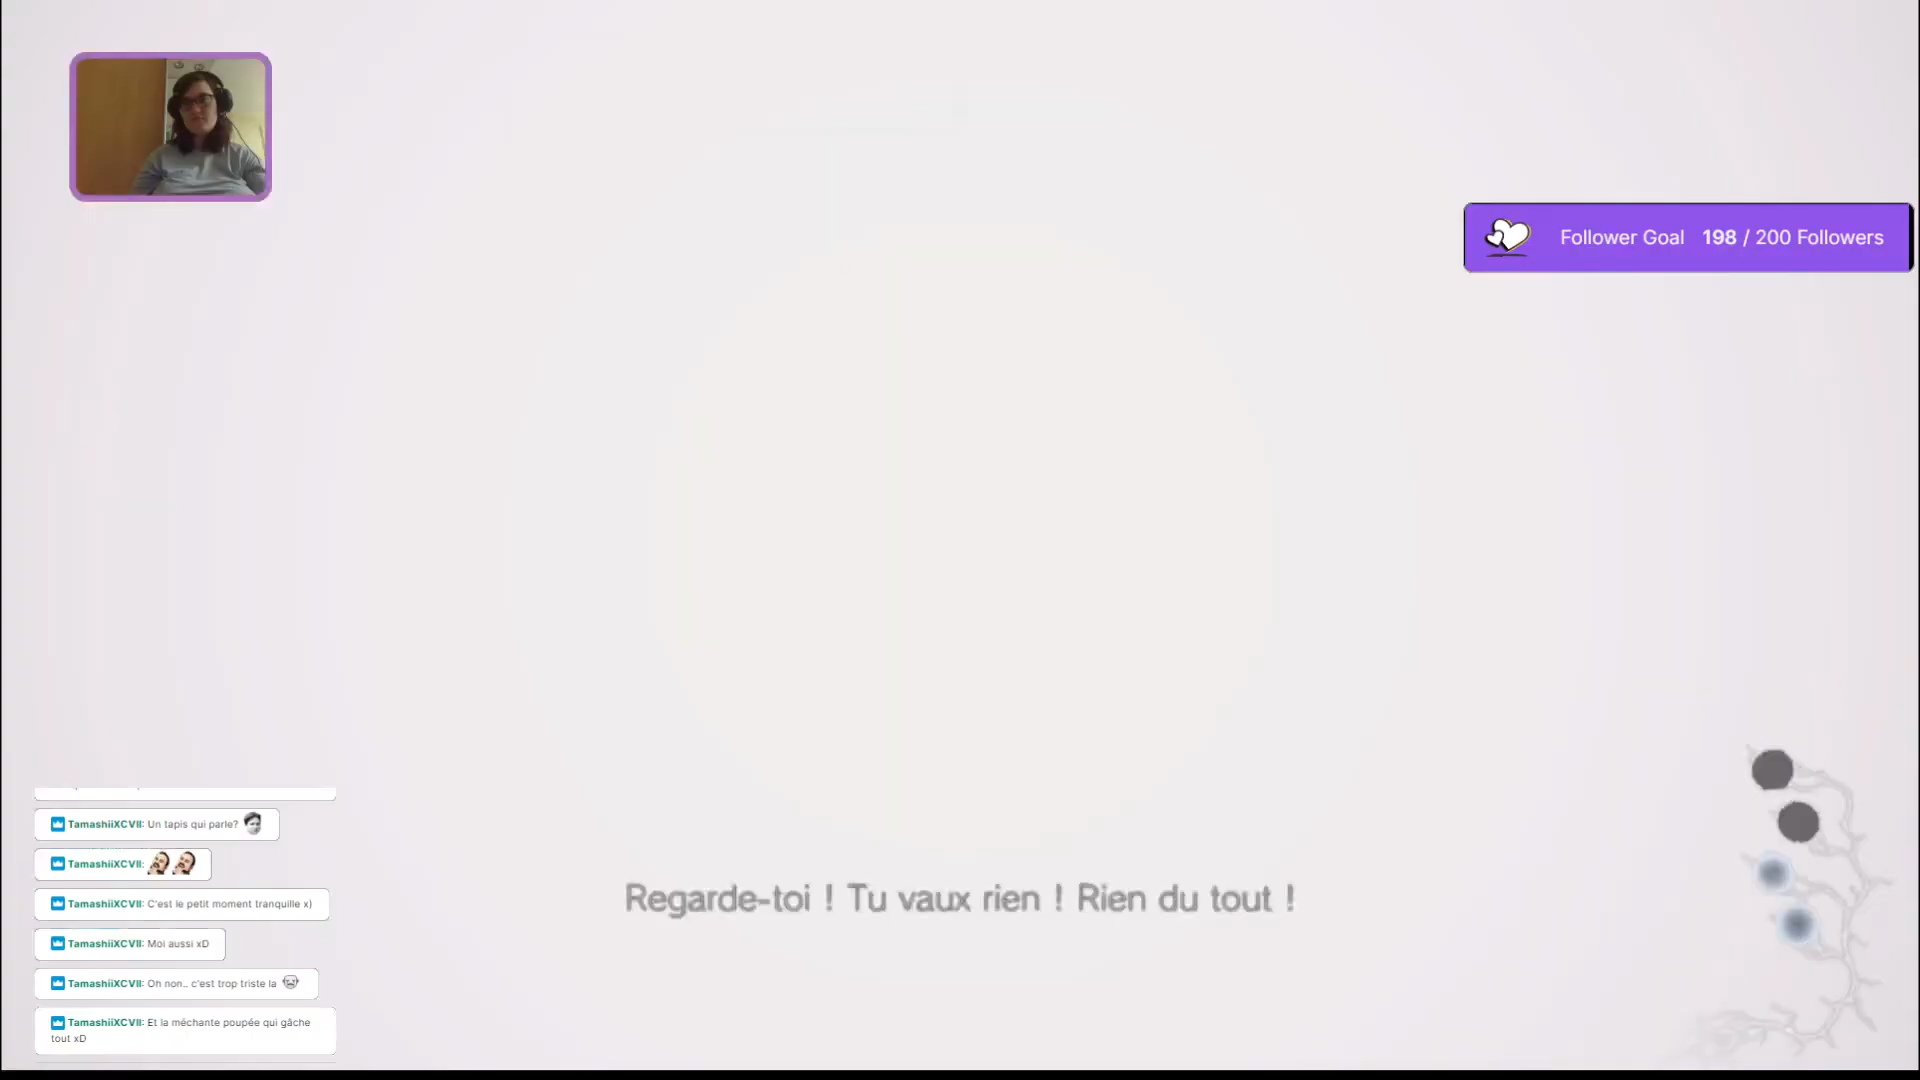 Follower Goal 198 / 200 Followers
TamashiiXCVII: Un tapis qui parle?
TamashiiXCVII:
TamashiiXCVII: C'est le petit moment tranquille x)
TamashiiXCVII: Moi aussi xD
TamashiiXCVII: Oh non.. c'est trop triste la
TamashiiXCVII: Et la méchante poupée qui gâche
tout xD
Regarde-toi ! Tu vaux rien ! Rien du tout !